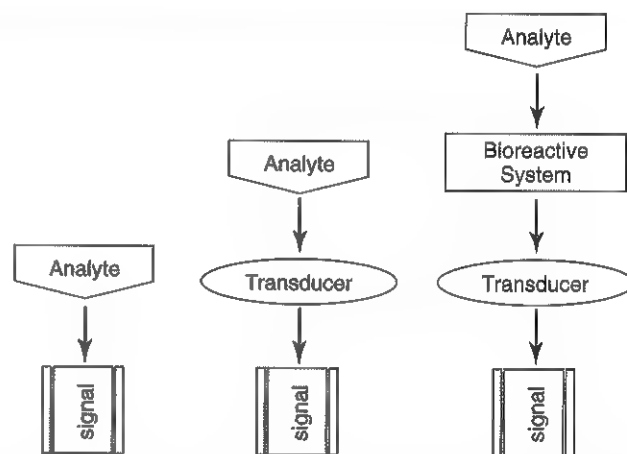 Analyte
Analyte
Bioreactive
System
Analyte
Transducer
Transducer
signal
signal
signal